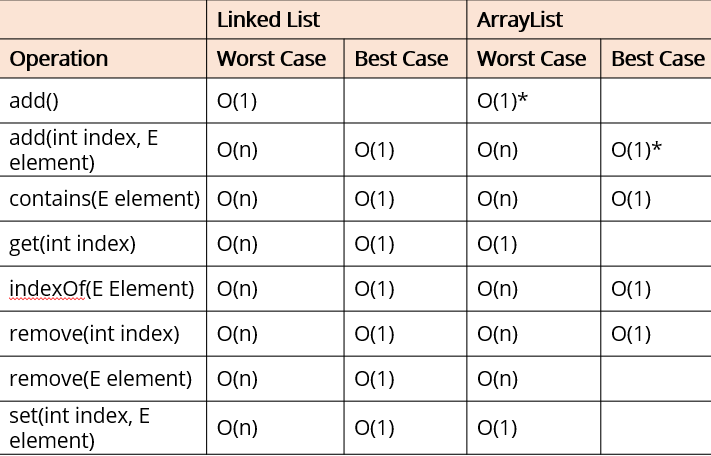 Linked List ArrayList
Operation Worst Case Best Case Worst Case Best Case
add() O(1) O(1)*
add(int index, E
element) O(n) O(1) O(n) O(1)*
contains(E element) O(n) O(1) O(n) O(1)
get(int index) O(n) O(1) O(1)
indexOf(E Element) O(n) O(1) O(n) O(1)
remove(int index) O(n) O(1) O(n) O(1)
remove(E element) O(n) O(1) O(n)
set(int index, E
element) O(n) O(1) O(1)